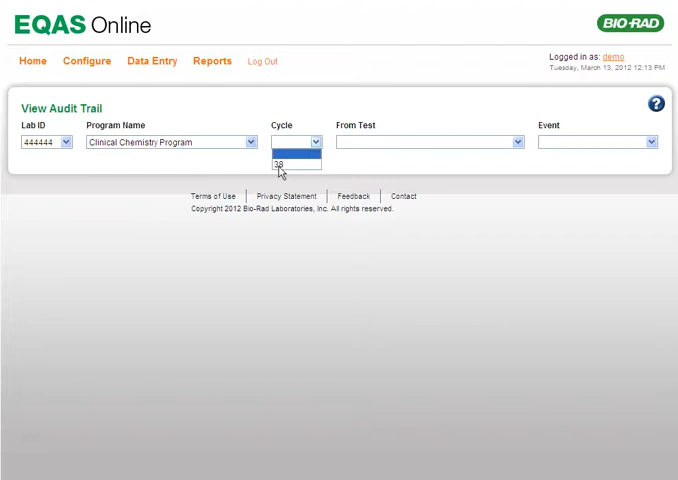 EQAS Online
BIO-RAD
Home Configure Data Entry Reports Log Out
Logged in as: demo
Tuesday, March 13, 2012 12:13 PM
View Audit Trail
?
Lab ID Program Name Cycle From Test Event
444444 Clinical Chemistry Program
38
Terms of Use Privacy Statement Feedback Contact
Copyright 2012 Bio-Rad Laboratories, Inc. All rights reserved.